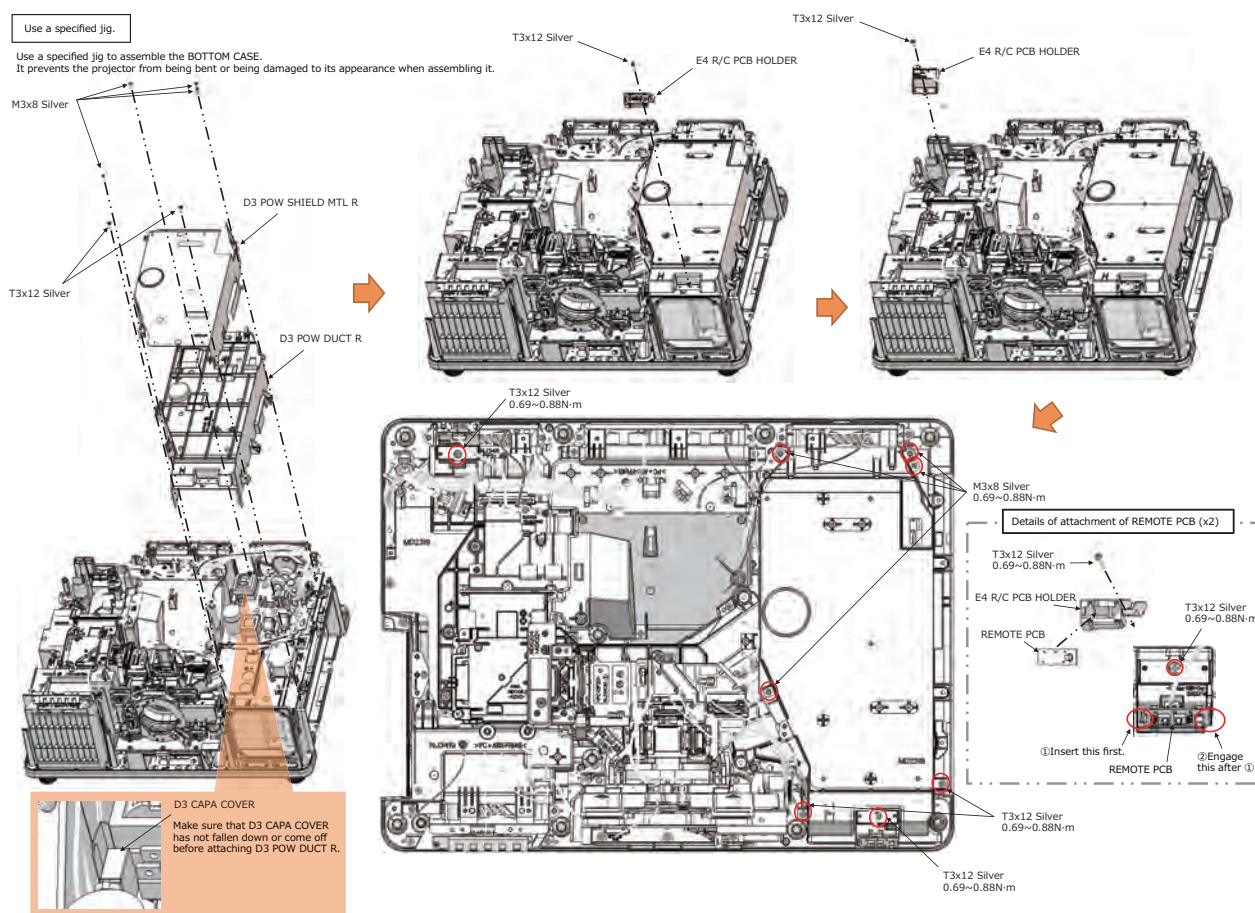 Use a specified jig.
Use a specified jig to assemble the BOTTOM CASE.
It prevents the projector from being bent or being damaged to its appearance when assembling it.
M3x8 Silver
D3 POW SHIELD MTL R
T3x12 Silver
D3 POW DUCT R
D3 CAPA COVER
Make sure that D3 CAPA COVER
has not fallen down or come off
before attaching D3 POW DUCT R.
T3x12 Silver
E4 R/C PCB HOLDER
T3x12 Silver
E4 R/C PCB HOLDER
T3x12 Silver
0.69~0.88N·m
M3x8 Silver
0.69~0.88N·m
T3x12 Silver
0.69~0.88N·m
T3x12 Silver
0.69~0.88N·m
Details of attachment of REMOTE PCB (x2)
T3x12 Silver
0.69~0.88N·m
E4 R/C PCB HOLDER
T3x12 Silver
0.69~0.88N·m
REMOTE PCB
①Insert this first.
REMOTE PCB
②Engage
this after ①